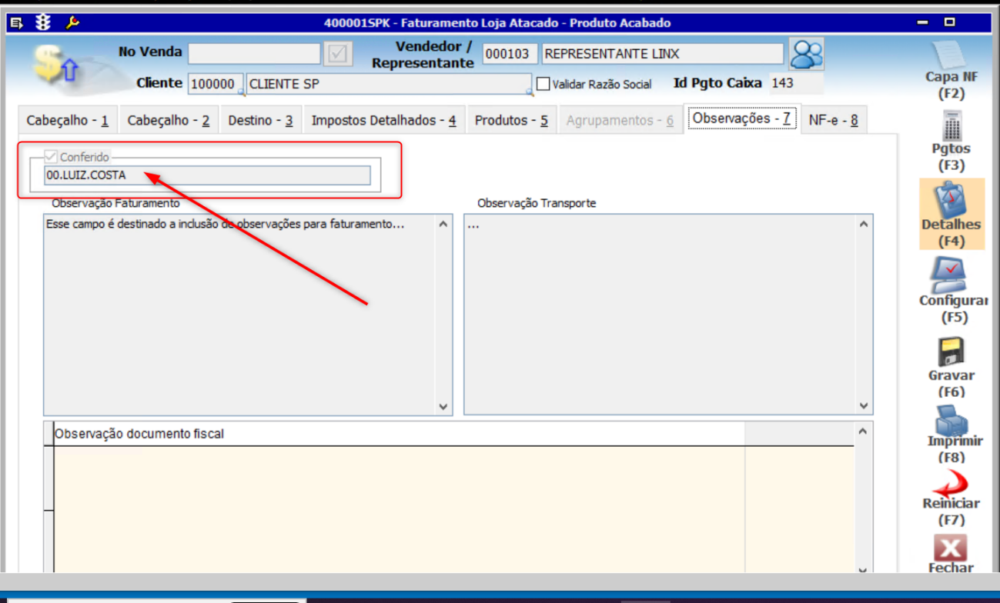 400001SPK - Faturamento Loja Atacado - Produto Acabado
No Venda
Vendedor / Representante 000103 REPRESENTANTE LINX
Cliente 100000 CLIENTE SP Validar Razão Social Id Pgto Caixa 143
Cabeçalho - 1 Cabeçalho - 2 Destino - 3 Impostos Detalhados - 4 Produtos - 5 Agrupamentos - 6 Observações - 7 NF-e - 8
Conferido
00.LUIZ.COSTA
Observação Faturamento Observação Transporte
Esse campo é destinado a inclusão de observações para faturamento... ...
Observação documento fiscal
Capa NF
(F2)
Pgtos
(F3)
Detalhes
(F4)
Configurar
(F5)
Gravar
(F6)
Imprimir
(F8)
Reiniciar
(F7)
Fechar